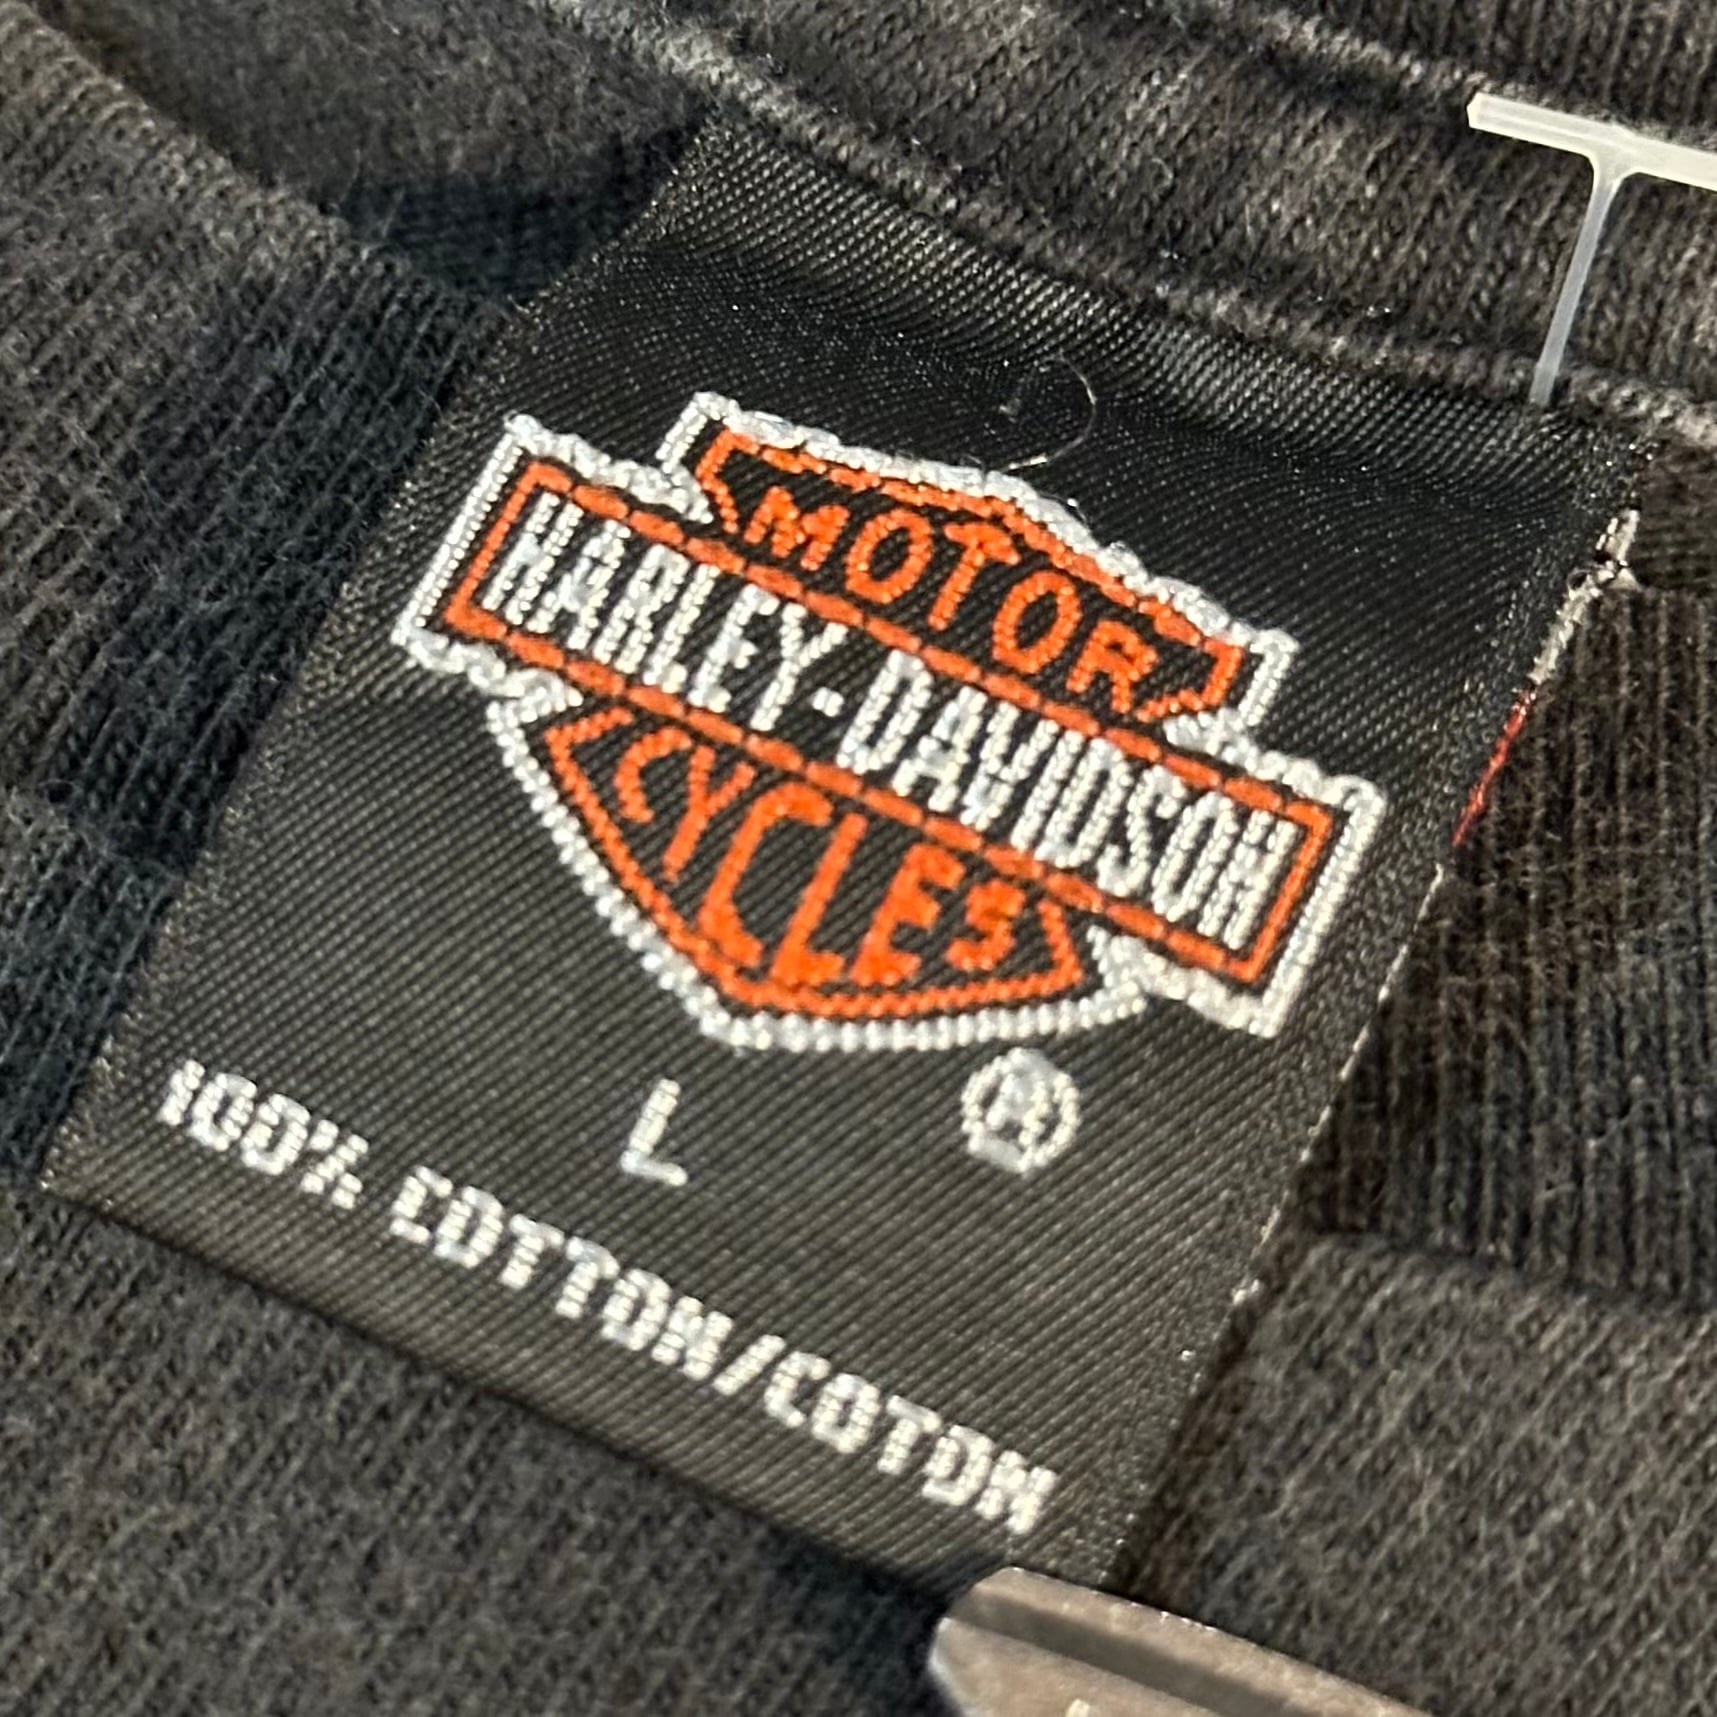 MOTOR
HARLEY-DAVIDSON
CYCLES
L ®
100% COTTON/COTON